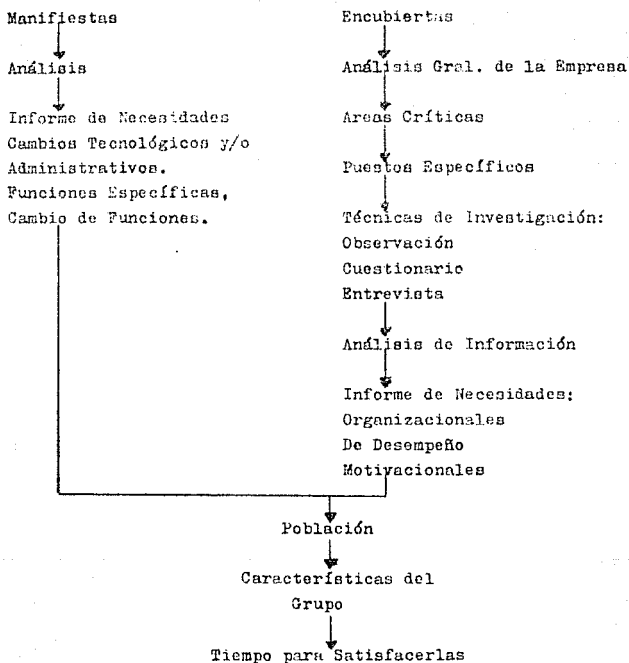 Manifiestas
Análisis
Informe de Necesidades
Cambios Tecnológicos y/o
Administrativos.
Funciones Específicas,
Cambio de Funciones.
Encubiertas
Análisis Gral. de la Empresa
Areas Críticas
Puestos Específicos
Técnicas de Investigación:
Observación
Cuestionario
Entrevista
Análisis de Información
Informe de Necesidades:
Organizacionales
De Desempeño
Motivacionales
Población
Características del
Grupo
Tiempo para Satisfacerlas